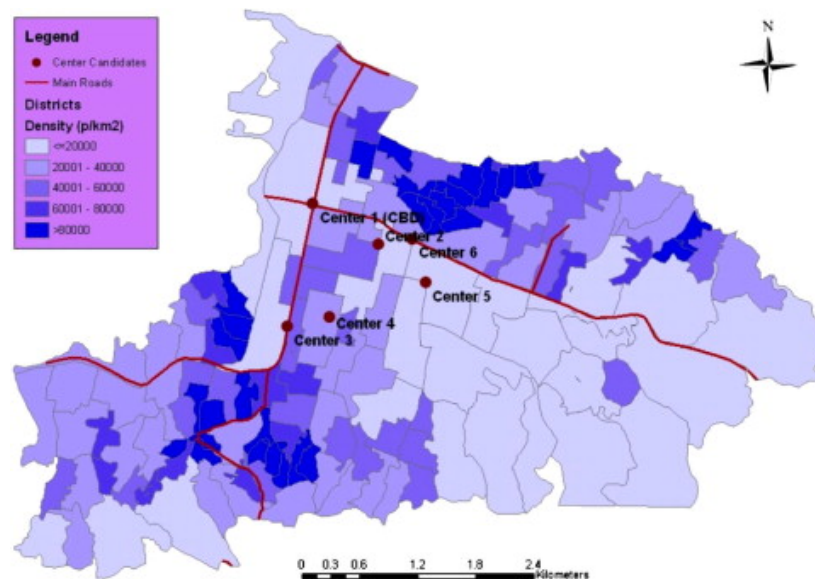 Legend
Center Candidates
Main Roads
Districts
Density (p/km2)
<=20000
20001 - 40000
40001 - 60000
60001 - 80000
>80000
N
Center 1 (CBD)
Center 2
Center 6
Center 5
Center 4
Center 3
0 0.3 0.6 1.2 1.8 2.4
Kilometers